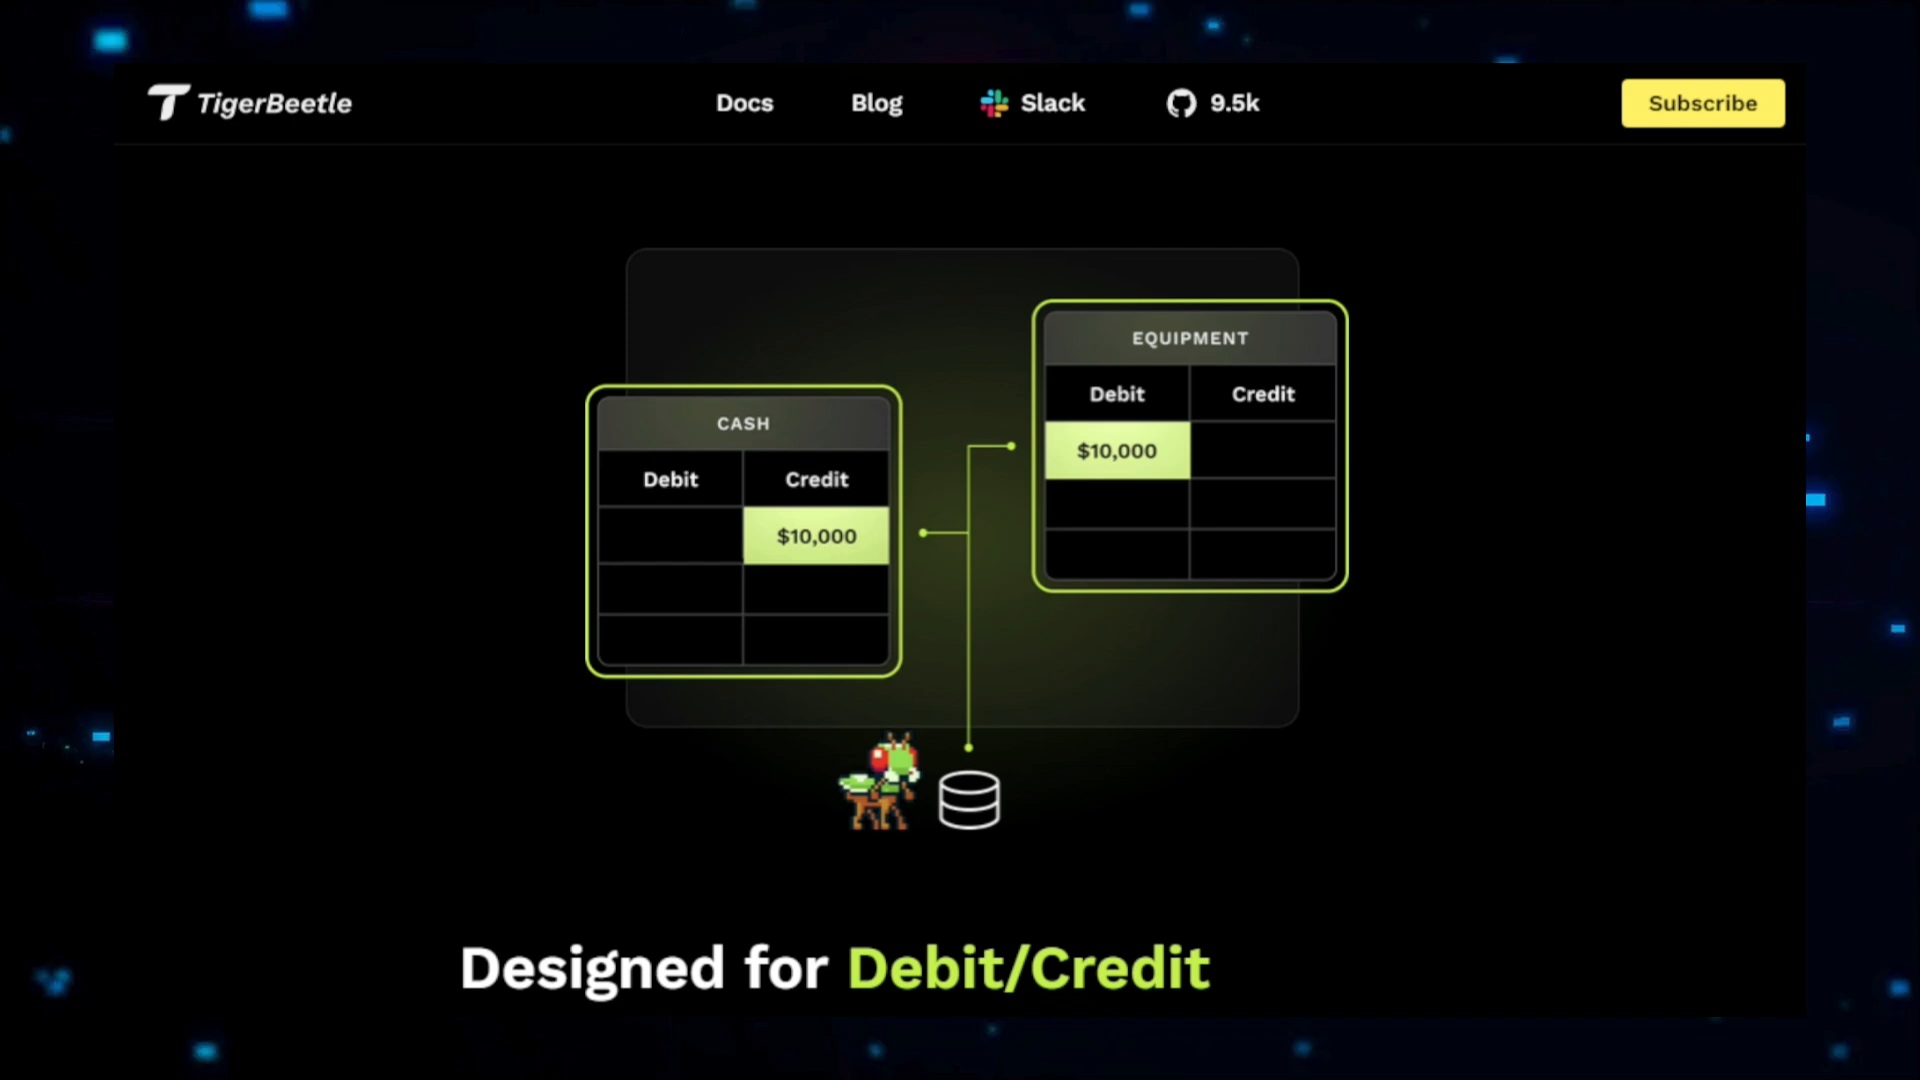 TigerBeetle
Docs
Blog
Slack
9.5k
Subscribe
EQUIPMENT
Debit
Credit
$10,000
CASH
Debit
Credit
$10,000
Designed for Debit/Credit